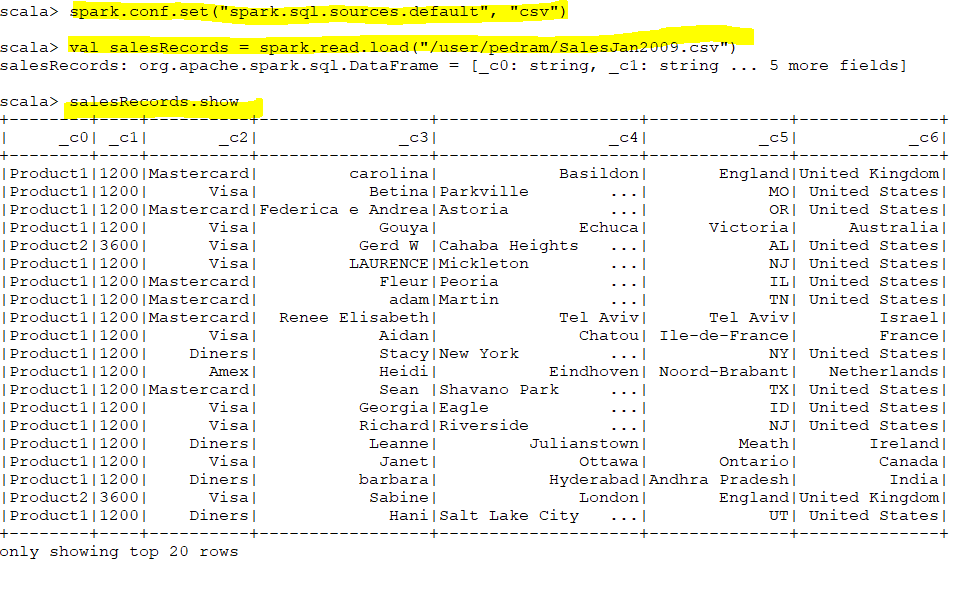 scala> spark.conf.set("spark.sql.sources.default", "csv")
scala> val salesRecords = spark.read.load("/user/pedram/SalesJan2009.csv")
salesRecords: org.apache.spark.sql.DataFrame = [_c0: string, _c1: string ... 5 more fields]
scala> salesRecords.show
+--------+----+----------+-----------------+--------------------+--------------+--------------+
|     _c0| _c1|       _c2|              _c3|                 _c4|           _c5|           _c6|
+--------+----+----------+-----------------+--------------------+--------------+--------------+
|Product1|1200|Mastercard|         carolina|            Basildon|       England|United Kingdom|
|Product1|1200|      Visa|           Betina|Parkville        ...|            MO| United States|
|Product1|1200|Mastercard|Federica e Andrea|Astoria          ...|            OR| United States|
|Product1|1200|      Visa|            Gouya|              Echuca|      Victoria|     Australia|
|Product2|3600|      Visa|          Gerd W |Cahaba Heights   ...|            AL| United States|
|Product1|1200|      Visa|         LAURENCE|Mickleton        ...|            NJ| United States|
|Product1|1200|Mastercard|            Fleur|Peoria           ...|            IL| United States|
|Product1|1200|Mastercard|             adam|Martin           ...|            TN| United States|
|Product1|1200|Mastercard| Renee Elisabeth|            Tel Aviv|      Tel Aviv|        Israel|
|Product1|1200|      Visa|            Aidan|              Chatou| Ile-de-France|        France|
|Product1|1200|    Diners|            Stacy|New York         ...|            NY| United States|
|Product1|1200|      Amex|            Heidi|           Eindhoven| Noord-Brabant|   Netherlands|
|Product1|1200|Mastercard|            Sean |Shavano Park     ...|            TX| United States|
|Product1|1200|      Visa|          Georgia|Eagle            ...|            ID| United States|
|Product1|1200|      Visa|          Richard|Riverside        ...|            NJ| United States|
|Product1|1200|    Diners|           Leanne|         Julianstown|         Meath|       Ireland|
|Product1|1200|      Visa|            Janet|              Ottawa|       Ontario|        Canada|
|Product1|1200|    Diners|          barbara|           Hyderabad|Andhra Pradesh|         India|
|Product2|3600|      Visa|           Sabine|              London|       England|United Kingdom|
|Product1|1200|    Diners|             Hani|Salt Lake City   ...|            UT| United States|
+--------+----+----------+-----------------+--------------------+--------------+--------------+
only showing top 20 rows